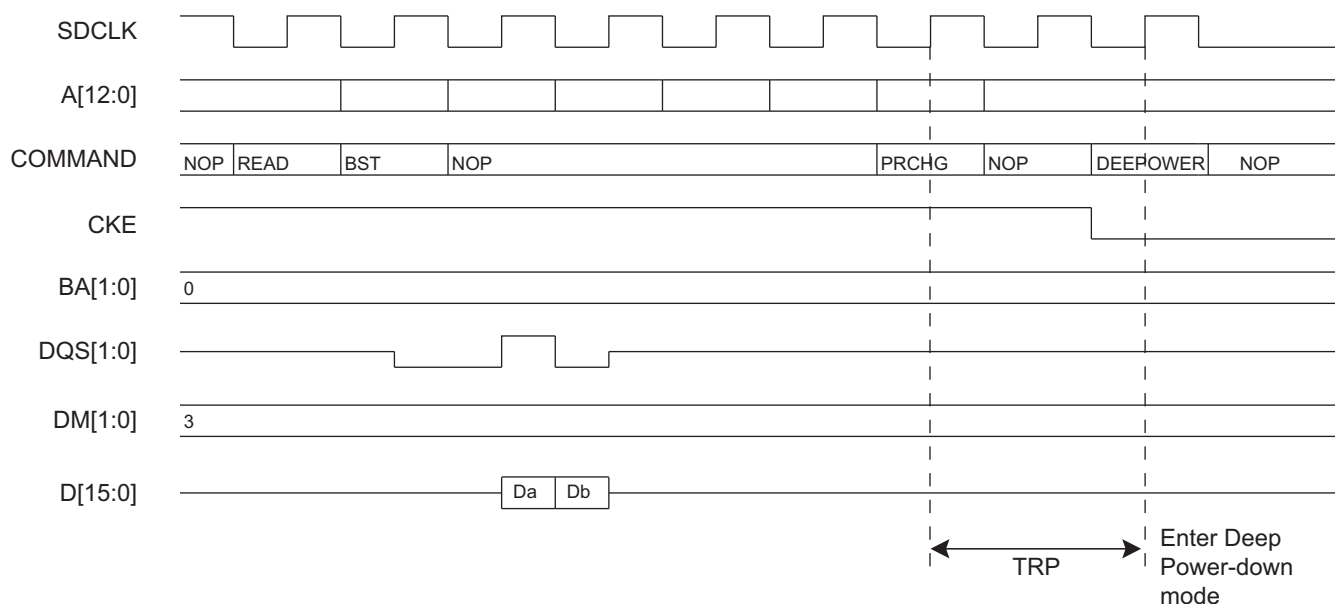 SDCLK
A[12:0]
COMMAND NOP READ BST NOP PRCHG NOP DEEPOWER NOP
CKE
BA[1:0] 0
DQS[1:0]
DM[1:0] 3
D[15:0] Da Db
TRP
Enter Deep
Power-down
mode